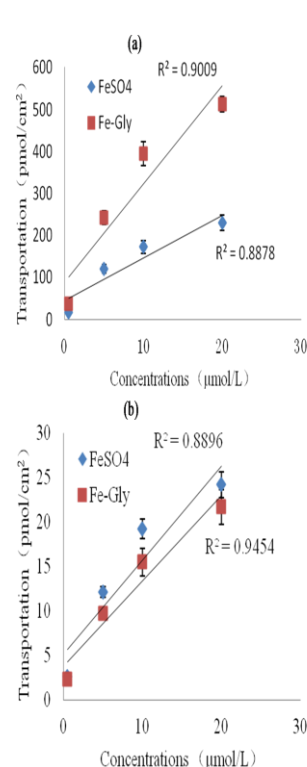 (a)
Transportation (pmol/cm²)
600
500
400
300
200
100
0
FeSO4
Fe-Gly
R² = 0.9009
R² = 0.8878
0 10 20 30
Concentrations (μmol/L)
(b)
Transportation (pmol/cm²)
30
25
20
15
10
5
0
FeSO4
Fe-Gly
R² = 0.8896
R² = 0.9454
0 10 20 30
Concentrations (μmol/L)